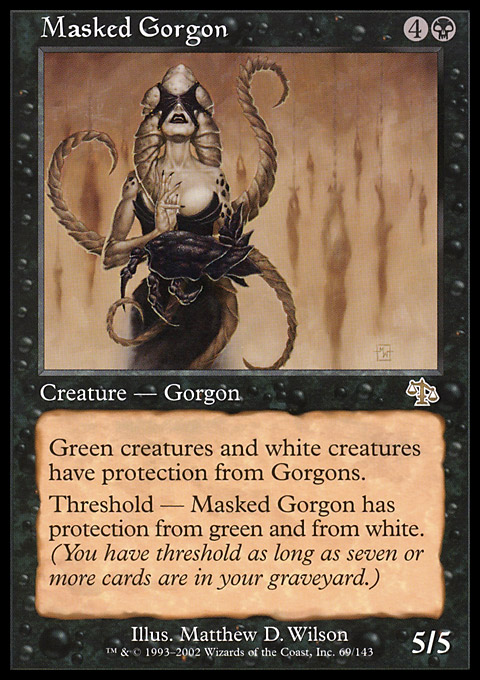 Masked Gorgon 4
Creature — Gorgon
Green creatures and white creatures
have protection from Gorgons.
Threshold — Masked Gorgon has
protection from green and from white.
(You have threshold as long as seven or
more cards are in your graveyard.)
Illus. Matthew D. Wilson
™ & © 1993-2002 Wizards of the Coast, Inc. 69/143
5/5